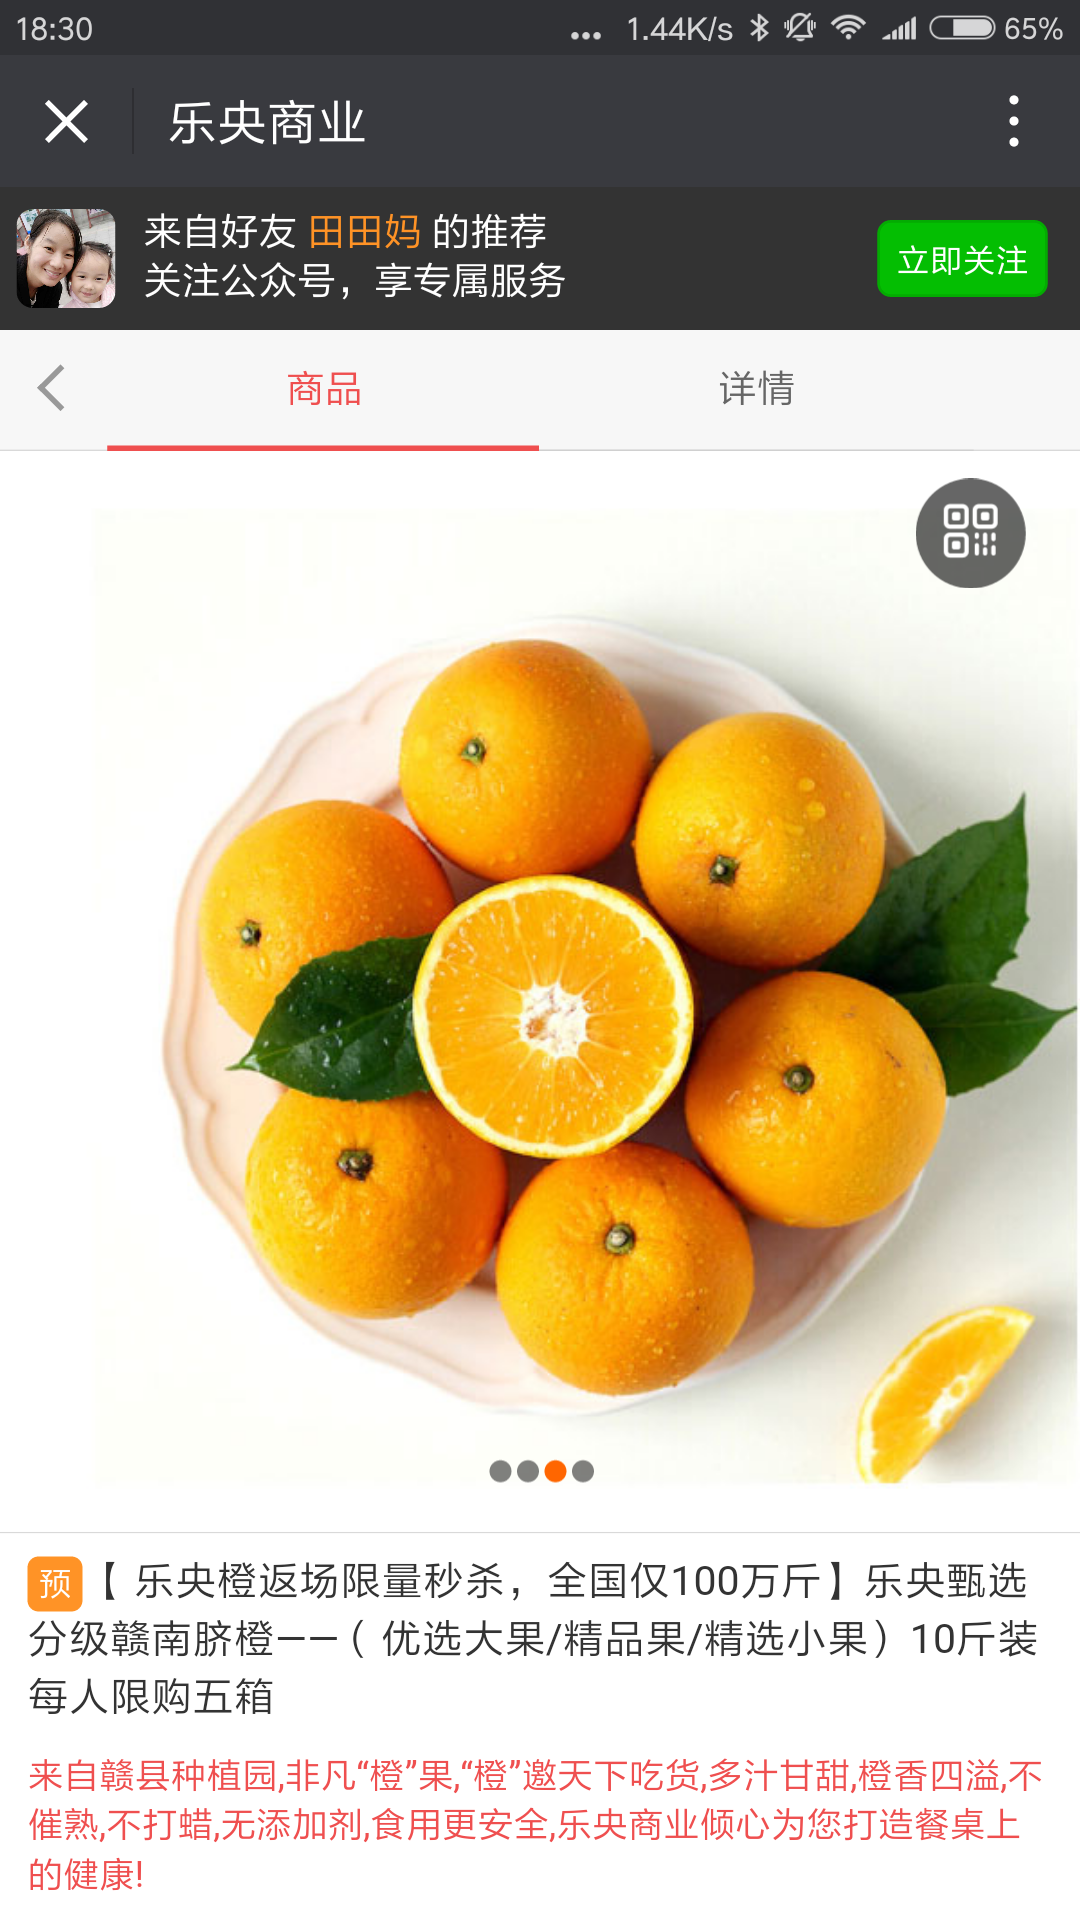 18:30 ... 1.44K/s 65%
乐央商业
来自好友 田田妈 的推荐
关注公众号，享专属服务
立即关注
商品 详情
预【 乐央橙返场限量秒杀，全国仅100万斤】乐央甄选
分级赣南脐橙——（ 优选大果/精品果/精选小果）10斤装
每人限购五箱
来自赣县种植园,非凡“橙”果,“橙”邀天下吃货,多汁甘甜,橙香四溢,不
催熟,不打蜡,无添加剂,食用更安全,乐央商业倾心为您打造餐桌上
的健康!